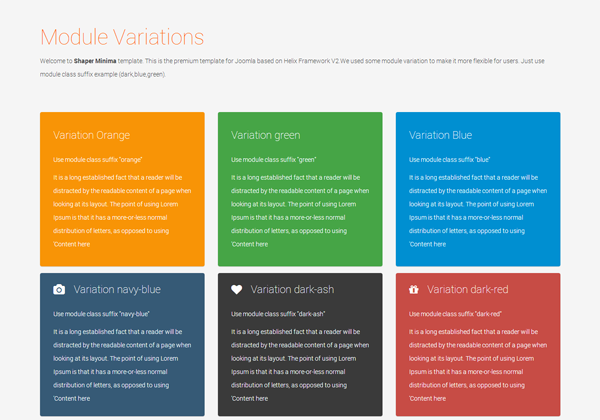 Module Variations
Welcome to Shaper Minima template. This is the premium template for Joomla based on Helix Framework V2.We used some module variation to make it more flexible for users. Just use
module class suffix example (dark,blue,green)
Variation Orange
Use module class suffix "orange"
It is a long established fact that a reader will be
distracted by the readable content of a page when
looking at its layout. The point of using Lorem
Ipsum is that it has a more-or-less normal
distribution of letters, as opposed to using
'Content here
Variation green
Use module class suffix "green"
It is a long established fact that a reader will be
distracted by the readable content of a page when
looking at its layout. The point of using Lorem
Ipsum is that it has a more-or-less normal
distribution of letters, as opposed to using
'Content here
Variation Blue
Use module class suffix "blue"
It is a long established fact that a reader will be
distracted by the readable content of a page when
looking at its layout. The point of using Lorem
Ipsum is that it has a more-or-less normal
distribution of letters, as opposed to using
'Content here
Variation navy-blue
Use module class suffix "navy-blue"
It is a long established fact that a reader will be
distracted by the readable content of a page when
looking at its layout. The point of using Lorem
Ipsum is that it has a more-or-less normal
distribution of letters, as opposed to using
'Content here
Variation dark-ash
Use module class suffix "dark-ash"
It is a long established fact that a reader will be
distracted by the readable content of a page when
looking at its layout. The point of using Lorem
Ipsum is that it has a more-or-less normal
distribution of letters, as opposed to using
'Content here
Variation dark-red
Use module class suffix "dark-red"
It is a long established fact that a reader will be
distracted by the readable content of a page when
looking at its layout. The point of using Lorem
Ipsum is that it has a more-or-less normal
distribution of letters, as opposed to using
'Content here